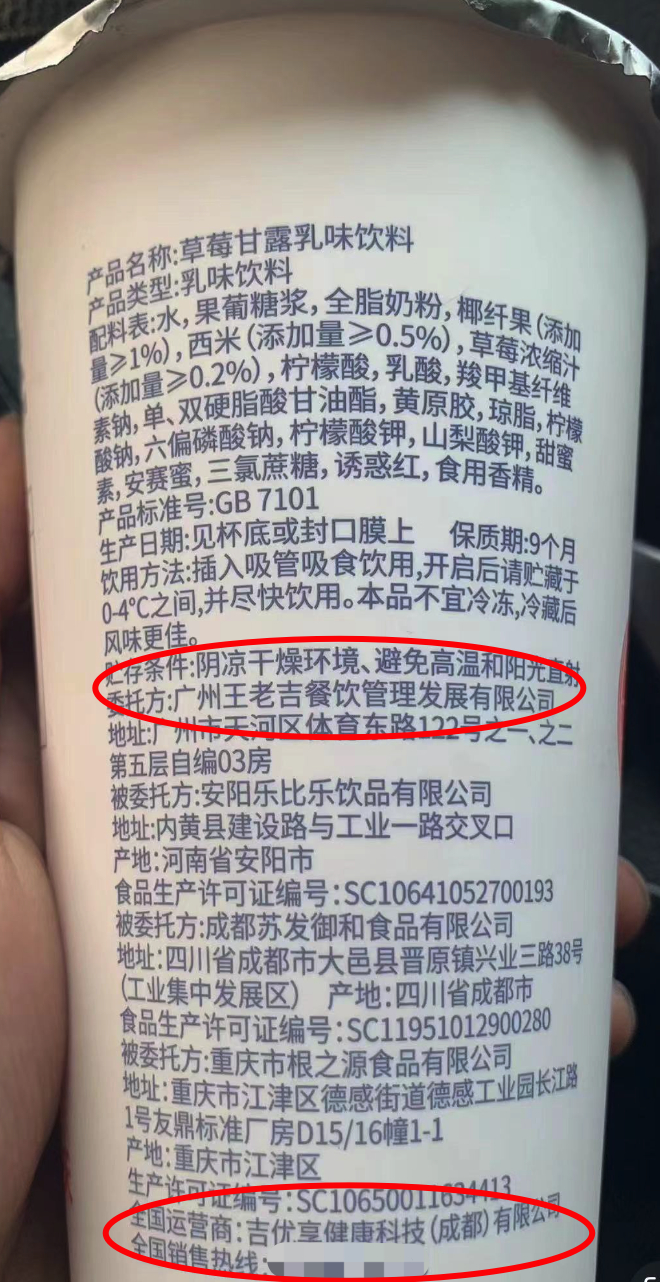 产品名称:草莓甘露乳味饮料
产品类型:乳味饮料
配料表:水,果葡糖浆,全脂奶粉,椰纤果(添加
量≥1%),西米(添加量≥0.5%),草莓浓缩汁
(添加量≥0.2%),柠檬酸,乳酸,羧甲基纤维
素钠,单、双硬脂酸甘油酯,黄原胶,琼脂,柠檬
酸钠,六偏磷酸钠,柠檬酸钾,山梨酸钾,甜蜜
素,安赛蜜,三氯蔗糖,诱惑红,食用香精。
产品标准号:GB 7101
生产日期:见杯底或封口膜上 保质期:9个月
饮用方法:插入吸管吸食饮用,开启后请贮藏于
0-4℃之间,并尽快饮用。本品不宜冷冻,冷藏后
风味更佳。
贮存条件:阴凉干燥环境、避免高温和阳光直射
委托方:广州王老吉餐饮管理发展有限公司
地址:广州市天河区体育东路122号之一、之二
第五层自编03房
被委托方:安阳乐比乐饮品有限公司
地址:内黄县建设路与工业一路交叉口
产地:河南省安阳市
食品生产许可证编号:SC10641052700193
被委托方:成都苏发御和食品有限公司
地址:四川省成都市大邑县晋原镇兴业三路38号
(工业集中发展区) 产地:四川省成都市
食品生产许可证编号:SC11951012900280
被委托方:重庆市根之源食品有限公司
地址:重庆市江津区德感街道德感工业园长江路
1号友鼎标准厂房D15/16幢1-1
产地:重庆市江津区
生产许可证编号:SC10650011634413
全国运营商:吉优享健康科技(成都)有限公司
全国销售热线: